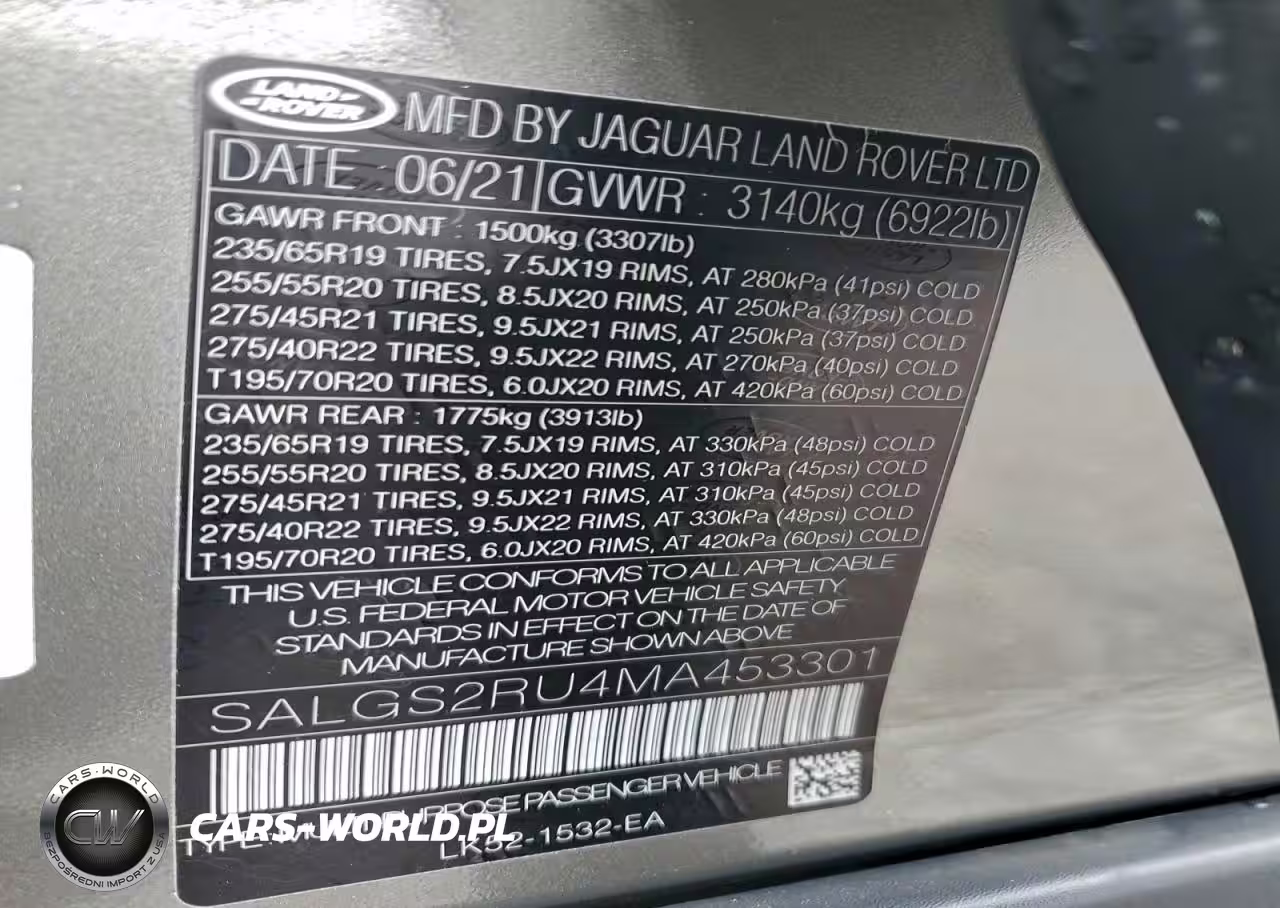 LAND ROVER
MFD BY JAGUAR LAND ROVER LTD
DATE : 06/21 GVWR : 3140kg (6922lb)
GAWR FRONT : 1500kg (3307lb)
235/65R19 TIRES, 7.5JX19 RIMS, AT 280kPa (41psi) COLD
255/55R20 TIRES, 8.5JX20 RIMS, AT 250kPa (37psi) COLD
275/45R21 TIRES, 9.5JX21 RIMS, AT 250kPa (37psi) COLD
275/40R22 TIRES, 9.5JX22 RIMS, AT 270kPa (40psi) COLD
T195/70R20 TIRES, 6.0JX20 RIMS, AT 420kPa (60psi) COLD
GAWR REAR : 1775kg (3913lb)
235/65R19 TIRES, 7.5JX19 RIMS, AT 330kPa (48psi) COLD
255/55R20 TIRES, 8.5JX20 RIMS, AT 310kPa (45psi) COLD
275/45R21 TIRES, 9.5JX21 RIMS, AT 310kPa (45psi) COLD
275/40R22 TIRES, 9.5JX22 RIMS, AT 330kPa (48psi) COLD
T195/70R20 TIRES, 6.0JX20 RIMS, AT 420kPa (60psi) COLD
THIS VEHICLE CONFORMS TO ALL APPLICABLE
U.S. FEDERAL MOTOR VEHICLE SAFETY
STANDARDS IN EFFECT ON THE DATE OF
MANUFACTURE SHOWN ABOVE
SALGS2RU4MA453301
TYPE: PASSENGER VEHICLE
1532-EA
CARS-WORLD
CW
BEZPOŚREDNI IMPORT Z USA
CARS-WORLD.PL